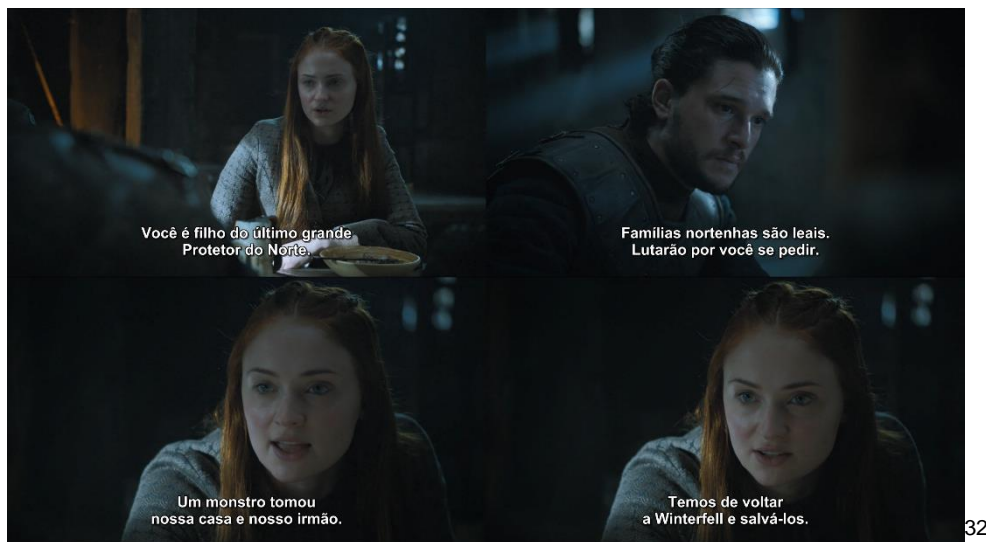 Você é filho do último grande
Protetor do Norte.
Famílias nortenhas são leais.
Lutarão por você se pedir.
Um monstro tomou
nossa casa e nosso irmão.
Temos de voltar
a Winterfell e salvá-los.
32